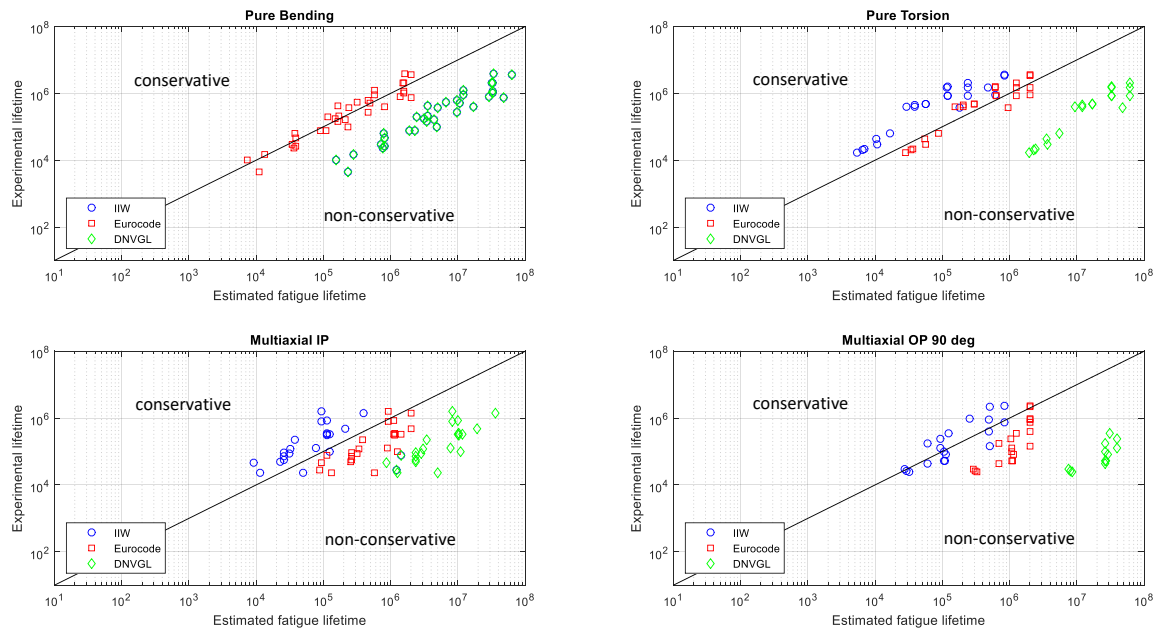 Pure Bending
10^8
10^6
10^4
10^2
Experimental lifetime
conservative
non-conservative
IIW
Eurocode
DNVGL
10^1 10^2 10^3 10^4 10^5 10^6 10^7 10^8
Estimated fatigue lifetime
Pure Torsion
10^8
10^6
10^4
10^2
Experimental lifetime
conservative
non-conservative
IIW
Eurocode
DNVGL
10^1 10^2 10^3 10^4 10^5 10^6 10^7 10^8
Estimated fatigue lifetime
Multiaxial IP
10^8
10^6
10^4
10^2
Experimental lifetime
conservative
non-conservative
IIW
Eurocode
DNVGL
10^1 10^2 10^3 10^4 10^5 10^6 10^7 10^8
Estimated fatigue lifetime
Multiaxial OP 90 deg
10^8
10^6
10^4
10^2
Experimental lifetime
conservative
non-conservative
IIW
Eurocode
DNVGL
10^1 10^2 10^3 10^4 10^5 10^6 10^7 10^8
Estimated fatigue lifetime